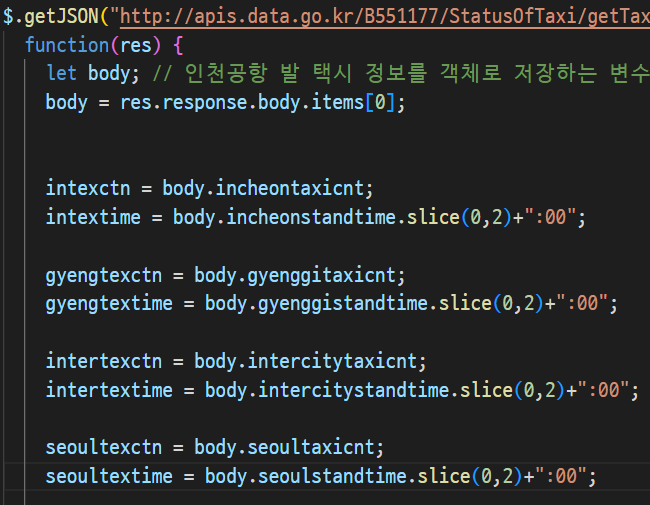 $.getJSON("http://apis.data.go.kr/B551177/StatusOfTaxi/getTax
function(res) {
let body; // 인천공항 발 택시 정보를 객체로 저장하는 변수
body = res.response.body.items[0];
intexctn = body.incheontaxicnt;
intextime = body.incheonstandtime.slice(0,2)+":00";
gyengtexctn = body.gyenggitaxicnt;
gyengtextime = body.gyenggistandtime.slice(0,2)+":00";
intertexctn = body.intercitytaxicnt;
intertextime = body.intercitystandtime.slice(0,2)+":00";
seoultexctn = body.seoultaxicnt;
seoultextime = body.seoulstandtime.slice(0,2)+":00";